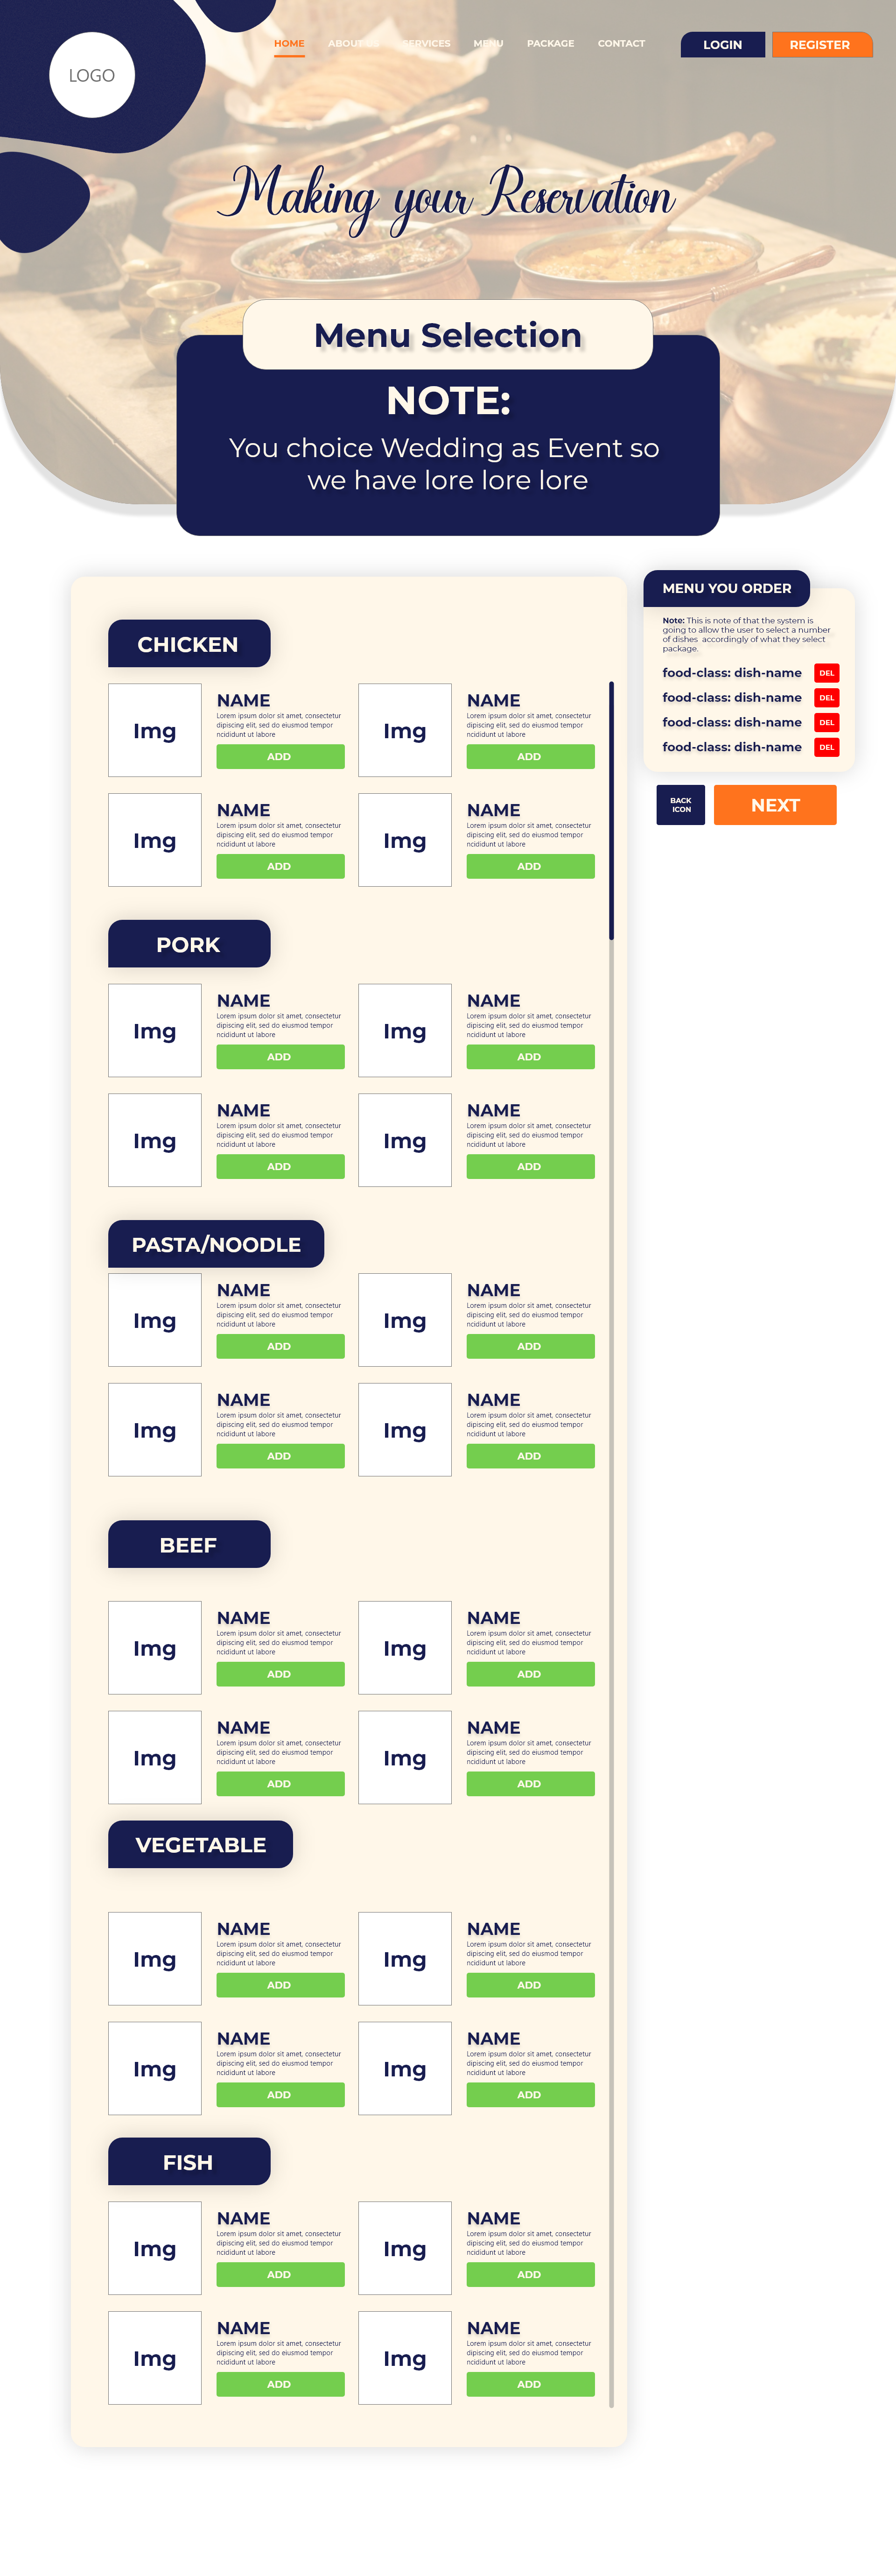 LOGO
HOME ABOUT SERVICES MENU PACKAGE CONTACT
LOGIN REGISTER
Making your Reservation
Menu Selection
NOTE:
You choice Wedding as Event so
we have lore lore lore
MENU YOU ORDER
Note: This is note of that the system is
going to allow the user to select a number
of dishes accordingly of what they select
package.
food-class: dish-name DEL
food-class: dish-name DEL
food-class: dish-name DEL
food-class: dish-name DEL
BACK
ICON
NEXT
CHICKEN
Img
NAME
Lorem ipsum dolor sit amet, consectetur
dipiscing elit, sed do eiusmod tempor
ncididunt ut labore
ADD
Img
NAME
Lorem ipsum dolor sit amet, consectetur
dipiscing elit, sed do eiusmod tempor
ncididunt ut labore
ADD
Img
NAME
Lorem ipsum dolor sit amet, consectetur
dipiscing elit, sed do eiusmod tempor
ncididunt ut labore
ADD
Img
NAME
Lorem ipsum dolor sit amet, consectetur
dipiscing elit, sed do eiusmod tempor
ncididunt ut labore
ADD
PORK
Img
NAME
Lorem ipsum dolor sit amet, consectetur
dipiscing elit, sed do eiusmod tempor
ncididunt ut labore
ADD
Img
NAME
Lorem ipsum dolor sit amet, consectetur
dipiscing elit, sed do eiusmod tempor
ncididunt ut labore
ADD
Img
NAME
Lorem ipsum dolor sit amet, consectetur
dipiscing elit, sed do eiusmod tempor
ncididunt ut labore
ADD
Img
NAME
Lorem ipsum dolor sit amet, consectetur
dipiscing elit, sed do eiusmod tempor
ncididunt ut labore
ADD
PASTA/NOODLE
Img
NAME
Lorem ipsum dolor sit amet, consectetur
dipiscing elit, sed do eiusmod tempor
ncididunt ut labore
ADD
Img
NAME
Lorem ipsum dolor sit amet, consectetur
dipiscing elit, sed do eiusmod tempor
ncididunt ut labore
ADD
Img
NAME
Lorem ipsum dolor sit amet, consectetur
dipiscing elit, sed do eiusmod tempor
ncididunt ut labore
ADD
Img
NAME
Lorem ipsum dolor sit amet, consectetur
dipiscing elit, sed do eiusmod tempor
ncididunt ut labore
ADD
BEEF
Img
NAME
Lorem ipsum dolor sit amet, consectetur
dipiscing elit, sed do eiusmod tempor
ncididunt ut labore
ADD
Img
NAME
Lorem ipsum dolor sit amet, consectetur
dipiscing elit, sed do eiusmod tempor
ncididunt ut labore
ADD
Img
NAME
Lorem ipsum dolor sit amet, consectetur
dipiscing elit, sed do eiusmod tempor
ncididunt ut labore
ADD
Img
NAME
Lorem ipsum dolor sit amet, consectetur
dipiscing elit, sed do eiusmod tempor
ncididunt ut labore
ADD
VEGETABLE
Img
NAME
Lorem ipsum dolor sit amet, consectetur
dipiscing elit, sed do eiusmod tempor
ncididunt ut labore
ADD
Img
NAME
Lorem ipsum dolor sit amet, consectetur
dipiscing elit, sed do eiusmod tempor
ncididunt ut labore
ADD
Img
NAME
Lorem ipsum dolor sit amet, consectetur
dipiscing elit, sed do eiusmod tempor
ncididunt ut labore
ADD
Img
NAME
Lorem ipsum dolor sit amet, consectetur
dipiscing elit, sed do eiusmod tempor
ncididunt ut labore
ADD
FISH
Img
NAME
Lorem ipsum dolor sit amet, consectetur
dipiscing elit, sed do eiusmod tempor
ncididunt ut labore
ADD
Img
NAME
Lorem ipsum dolor sit amet, consectetur
dipiscing elit, sed do eiusmod tempor
ncididunt ut labore
ADD
Img
NAME
Lorem ipsum dolor sit amet, consectetur
dipiscing elit, sed do eiusmod tempor
ncididunt ut labore
ADD
Img
NAME
Lorem ipsum dolor sit amet, consectetur
dipiscing elit, sed do eiusmod tempor
ncididunt ut labore
ADD